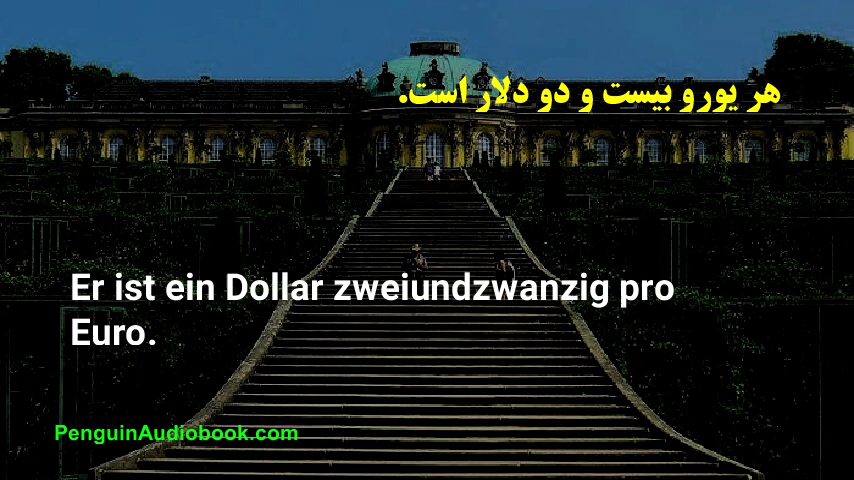 هر یورو بیست و دو دلار است.
Er ist ein Dollar zweiundzwanzig pro
Euro.
PenguinAudiobook.com